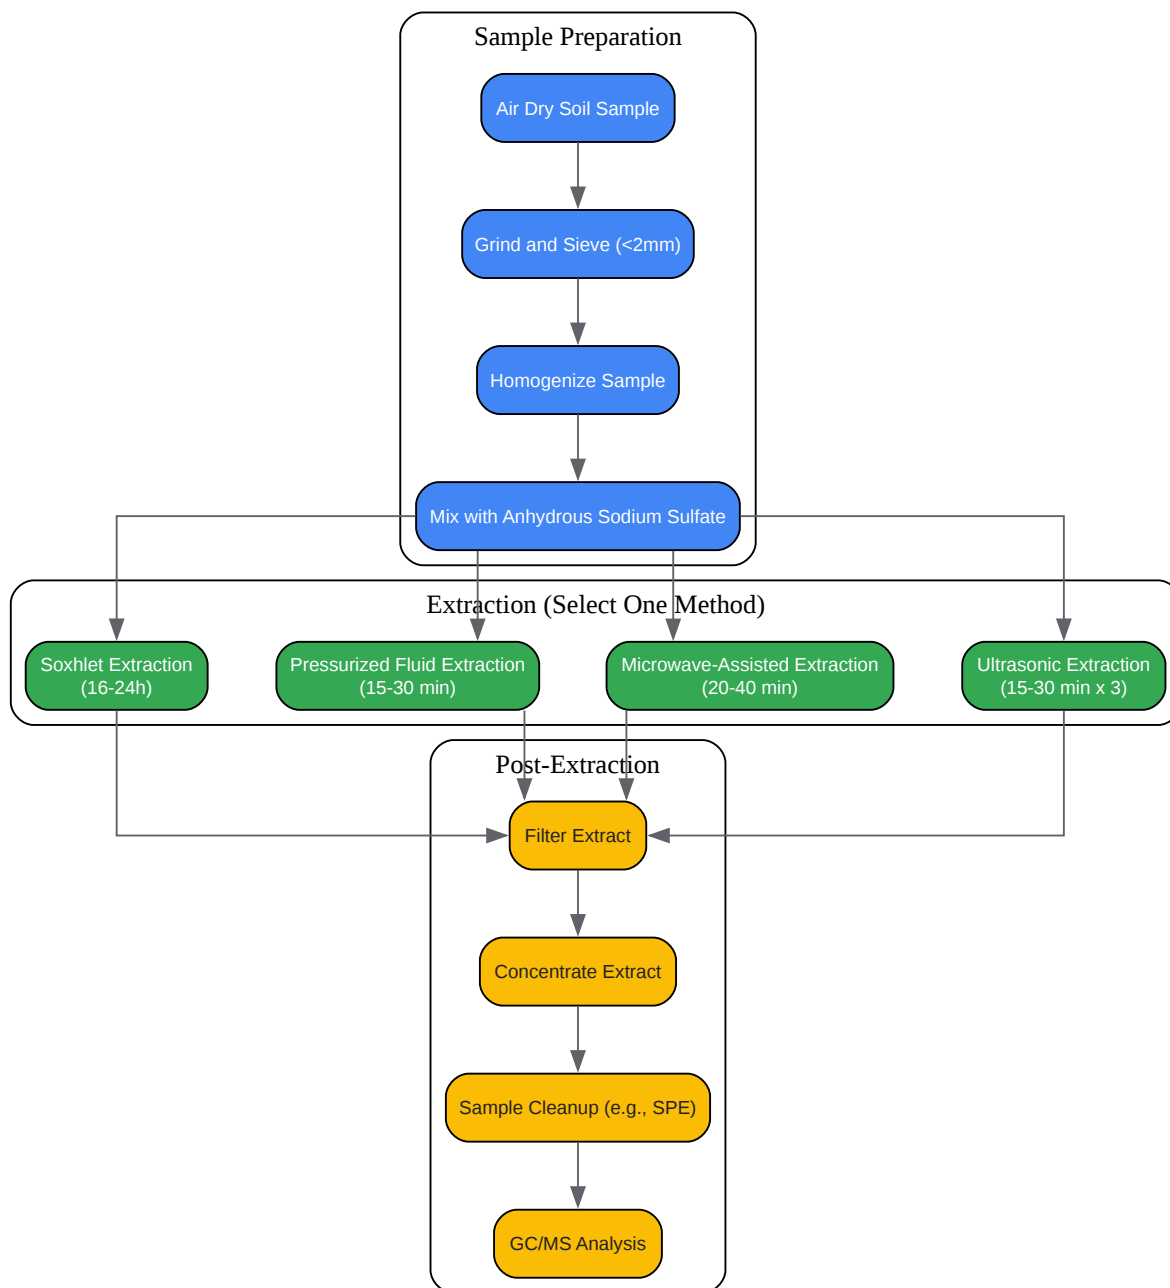 Sample Preparation
Air Dry Soil Sample
Grind and Sieve (<2mm)
Homogenize Sample
Mix with Anhydrous Sodium Sulfate
Extraction (Select One Method)
Soxhlet Extraction
(16-24h)
Pressurized Fluid Extraction
(15-30 min)
Microwave-Assisted Extraction
(20-40 min)
Ultrasonic Extraction
(15-30 min x 3)
Post-Extraction
Filter Extract
Concentrate Extract
Sample Cleanup (e.g., SPE)
GC/MS Analysis